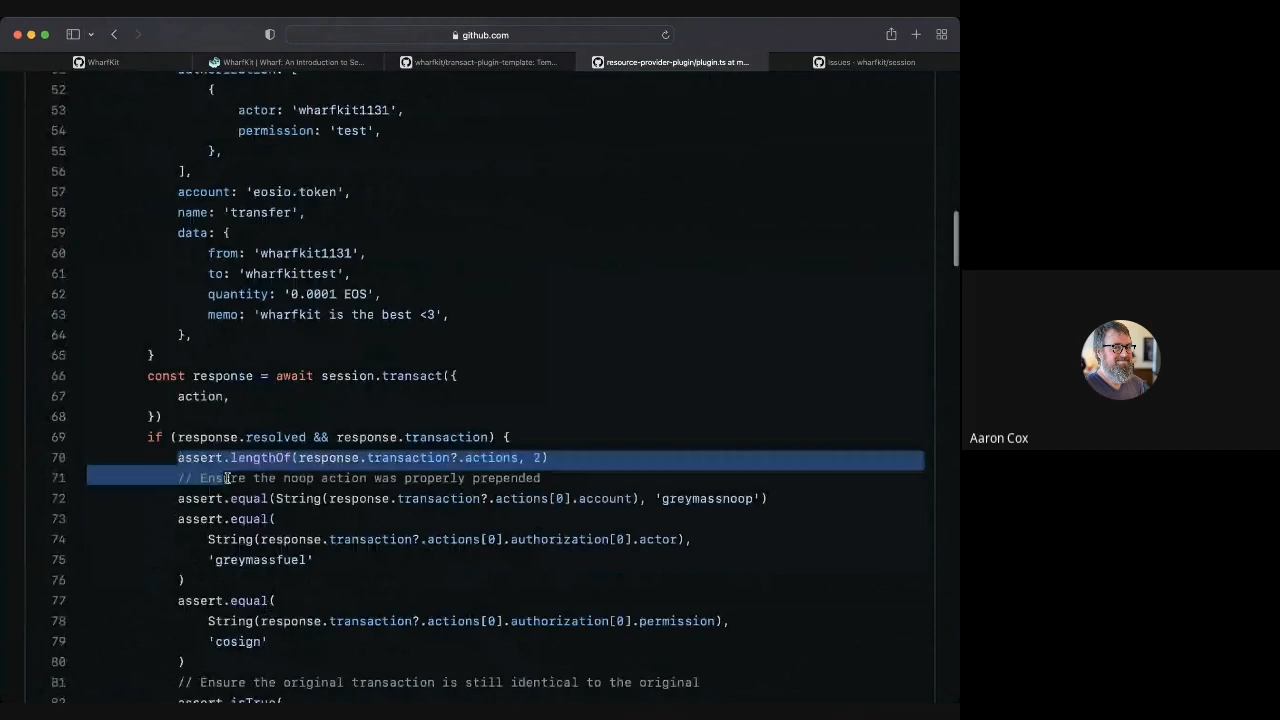 github.com
WharfKit
WharfKit | Wharf: An Introduction to Se...
wharfkit/transact-plugin-template: Tem...
resource-provider-plugin/plugin.ts at m...
Issues · wharfkit/session
authorization: [
52 {
53 actor: 'wharfkit1131',
54 permission: 'test',
55 },
56 ],
57 account: 'eosio.token',
58 name: 'transfer',
59 data: {
60 from: 'wharfkit1131',
61 to: 'wharfkittest',
62 quantity: '0.0001 EOS',
63 memo: 'wharfkit is the best <3',
64 },
65 }
66 const response = await session.transact({
67 action,
68 })
69 if (response.resolved && response.transaction) {
70 assert.lengthOf(response.transaction?.actions, 2)
71 // Ensure the noop action was properly prepended
72 assert.equal(String(response.transaction?.actions[0].account), 'greymassnoop')
73 assert.equal(
74 String(response.transaction?.actions[0].authorization[0].actor),
75 'greymassfuel'
76 )
77 assert.equal(
78 String(response.transaction?.actions[0].authorization[0].permission),
79 'cosign'
80 )
81 // Ensure the original transaction is still identical to the original
82 assert.isTrue(
Aaron Cox